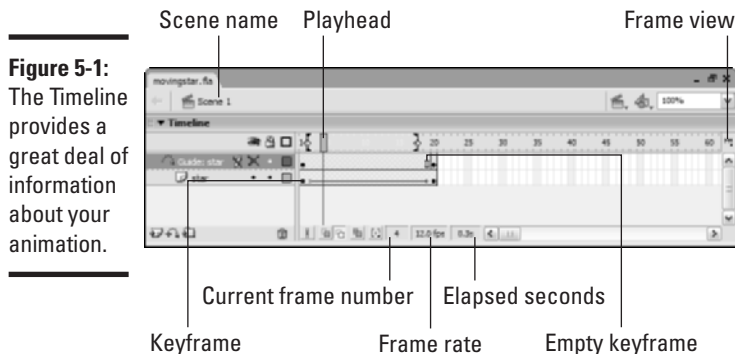 Scene name Playhead Frame view
Figure 5-1:
The Timeline
provides a
great deal of
information
about your
animation.
movingstar.fla
Scene 1 100%
Timeline
20 25 30 35 40 45 50 55 60
Guide: star
star
4 12.0 fps 0.3s
Current frame number Elapsed seconds
Keyframe Frame rate Empty keyframe